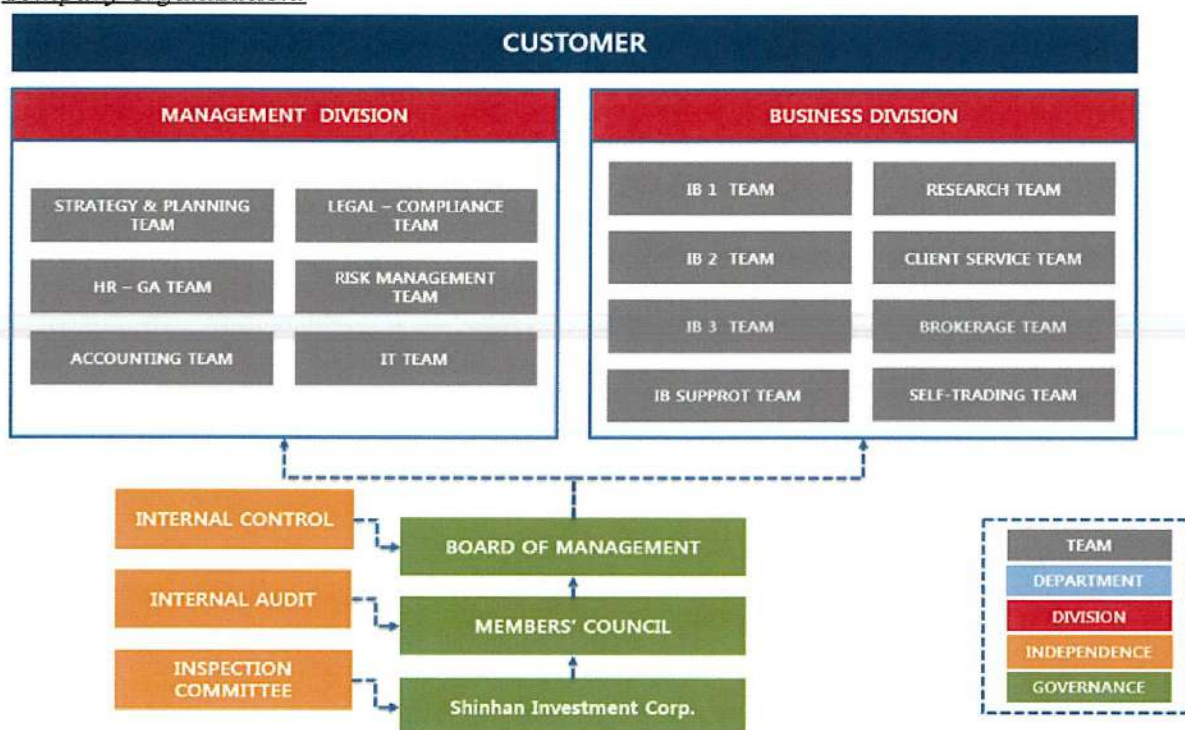 CUSTOMER
MANAGEMENT DIVISION
STRATEGY & PLANNING
TEAM
LEGAL – COMPLIANCE
TEAM
HR – GA TEAM
RISK MANAGEMENT
TEAM
ACCOUNTING TEAM
IT TEAM
BUSINESS DIVISION
IB 1 TEAM
RESEARCH TEAM
IB 2 TEAM
CLIENT SERVICE TEAM
IB 3 TEAM
BROKERAGE TEAM
IB SUPPROT TEAM
SELF-TRADING TEAM
INTERNAL CONTROL
BOARD OF MANAGEMENT
INTERNAL AUDIT
MEMBERS' COUNCIL
INSPECTION
COMMITTEE
Shinhan Investment Corp.
TEAM
DEPARTMENT
DIVISION
INDEPENDENCE
GOVERNANCE